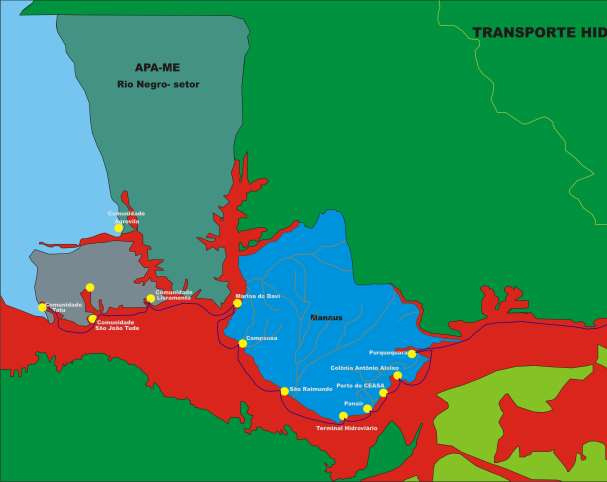 TRANSPORTE HID
APA-ME
Rio Negro- setor
Comunidade
Agrovila
Comunidade
Tatu
Comunidade
São João Tude
Comunidade
Livramento
Marina do Davi
Compensa
Manaus
São Raimundo
Puraquequara
Colônia Antônio Aleixo
Porto do CEASA
Panair
Terminal Hidroviário